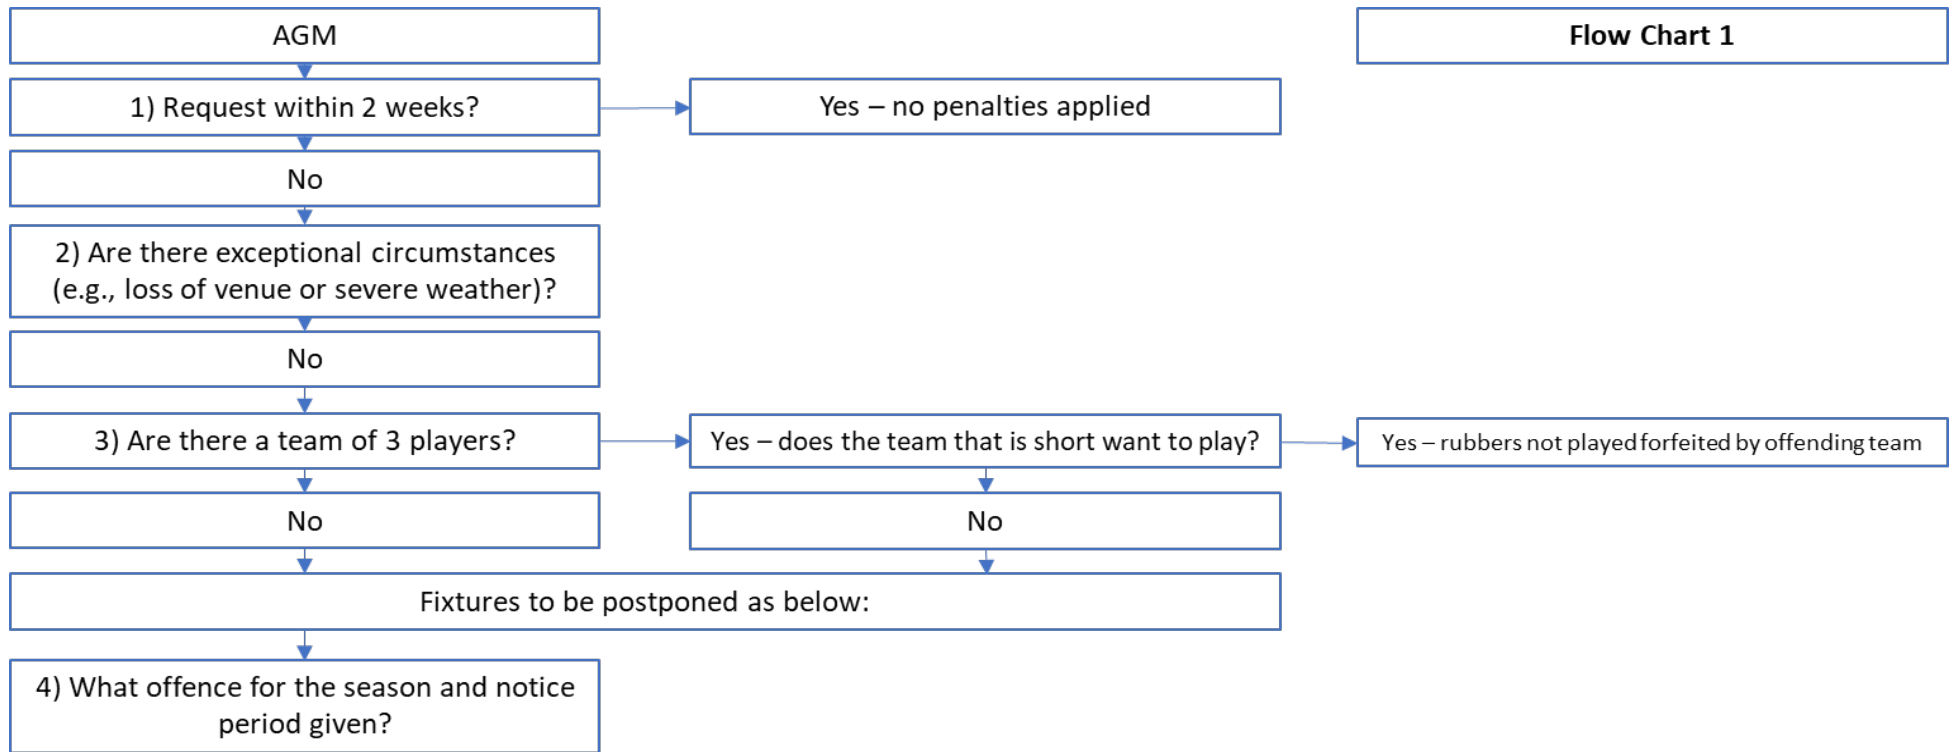 AGM
Flow Chart 1
1) Request within 2 weeks?
Yes – no penalties applied
No
2) Are there exceptional circumstances
(e.g., loss of venue or severe weather)?
No
3) Are there a team of 3 players?
Yes – does the team that is short want to play?
Yes – rubbers not played forfeited by offending team
No
No
Fixtures to be postponed as below:
4) What offence for the season and notice
period given?